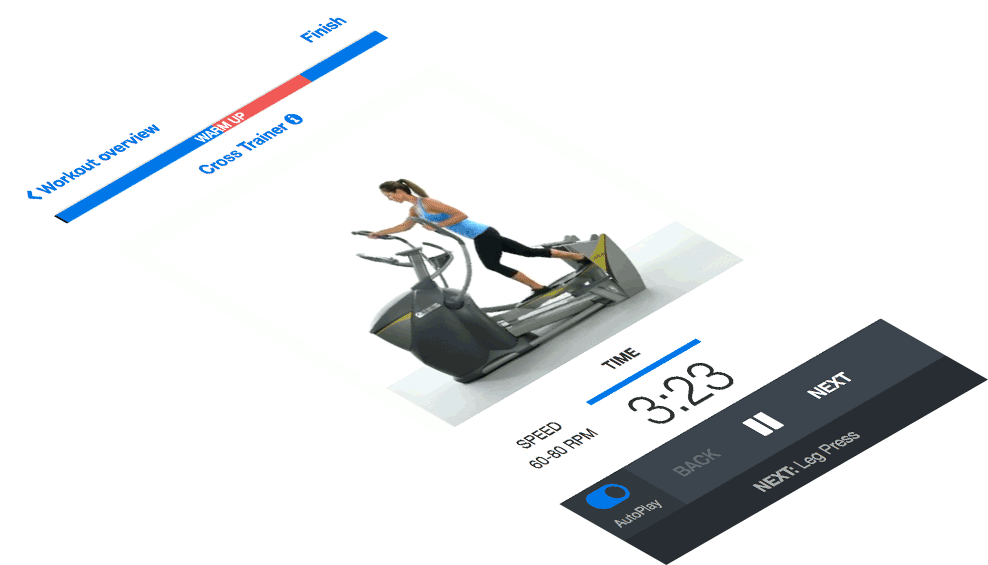 Workout overview
Finish
WARM UP
Cross Trainer
TIME
3:23
SPEED
60-80 RPM
AutoPlay
BACK
NEXT
NEXT: Leg Press